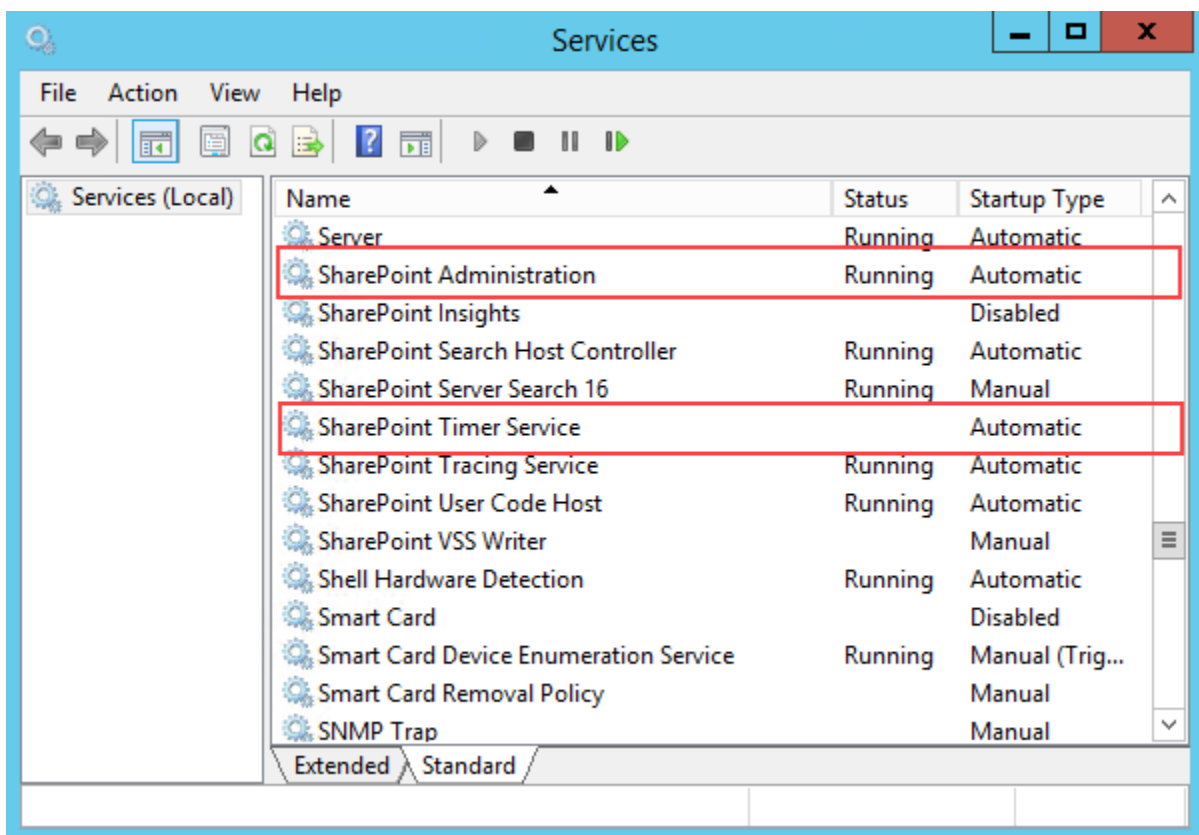 Services
File Action View Help
Services (Local)
Name Status Startup Type
Server Running Automatic
SharePoint Administration Running Automatic
SharePoint Insights Disabled
SharePoint Search Host Controller Running Automatic
SharePoint Server Search 16 Running Manual
SharePoint Timer Service Automatic
SharePoint Tracing Service Running Automatic
SharePoint User Code Host Running Automatic
SharePoint VSS Writer Manual
Shell Hardware Detection Running Automatic
Smart Card Disabled
Smart Card Device Enumeration Service Running Manual (Trig...
Smart Card Removal Policy Manual
SNMP Trap Manual
Extended Standard